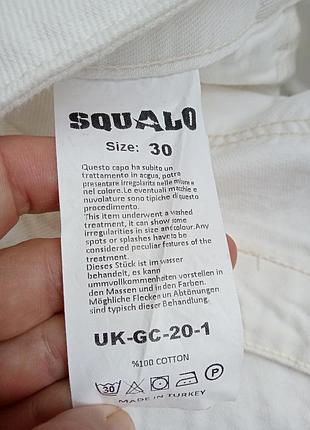 SQUALO
Size: 30
Questo capo ha subito un
trattamento in acqua, potra
presentare irregolarita nelle misure e
nel colore.Le eventuali macchie e
nuvolature sono tipiche di questo
procedimento.
This item underwent a washed
treatment, it can show some
irregularities in size and colour.Any
spots or splashes have to be
considered peculiar features of the
treatment.
Dieses Stück ist im wasser
behandelt, es kann
ummvollkommenheiten vorstellen in
den Massen und in den Farben.
Mögliche Flecken un Abtönungen
sind typisch dieser Behandlung.
UK-GC-20-1
%100 COTTON
30 P
MADE IN TURKEY